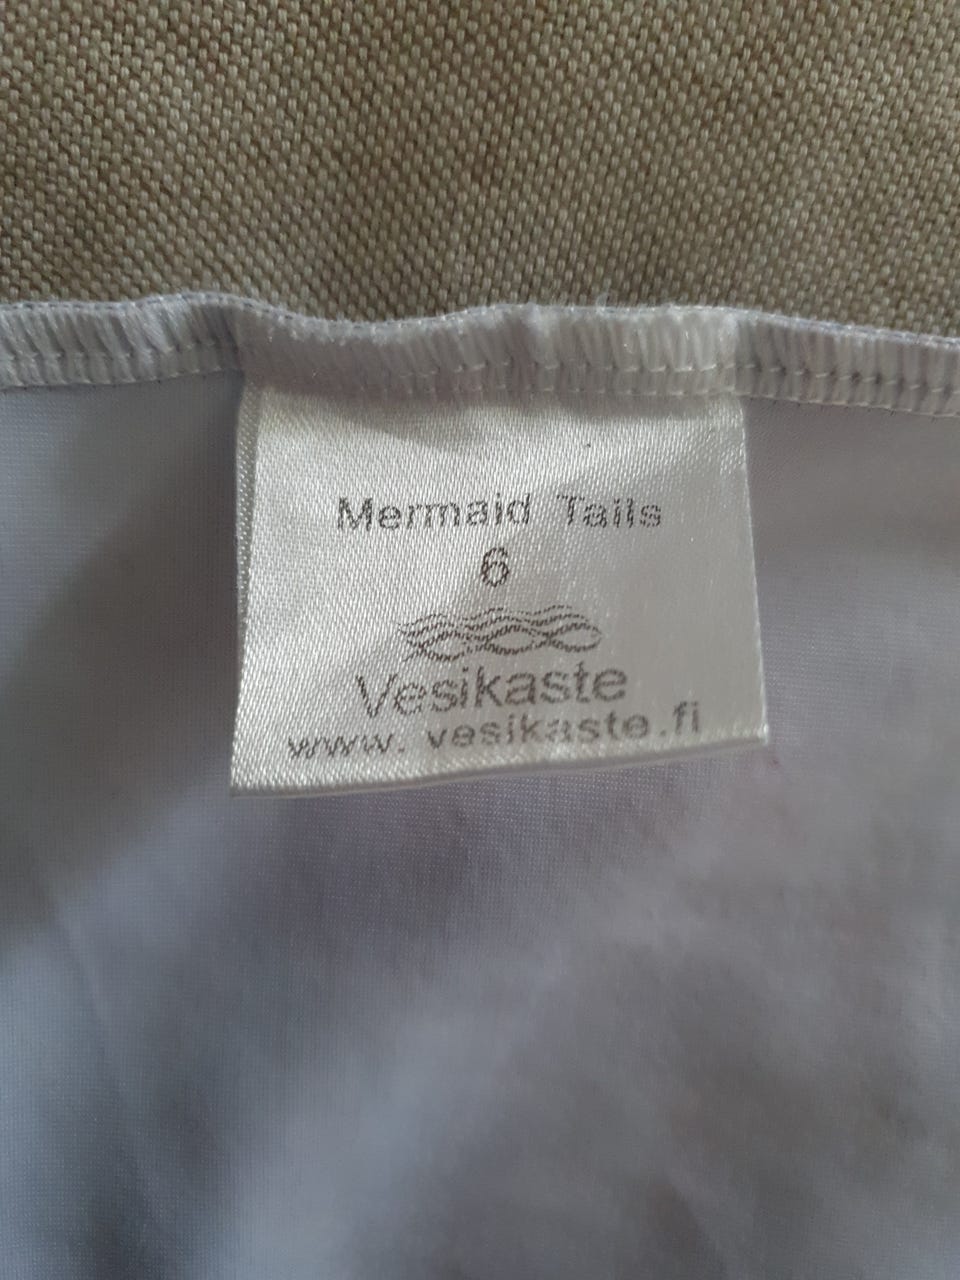 Mermaid Tails
6
Vesikaste
www. vesikaste.fi